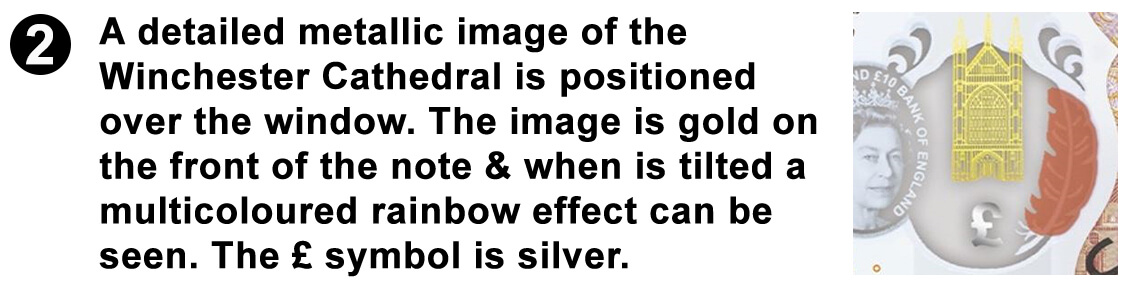 2
A detailed metallic image of the
Winchester Cathedral is positioned
over the window. The image is gold on
the front of the note & when is tilted a
multicoloured rainbow effect can be
seen. The £ symbol is silver.
ND £10 BANK OF ENGLAND
£